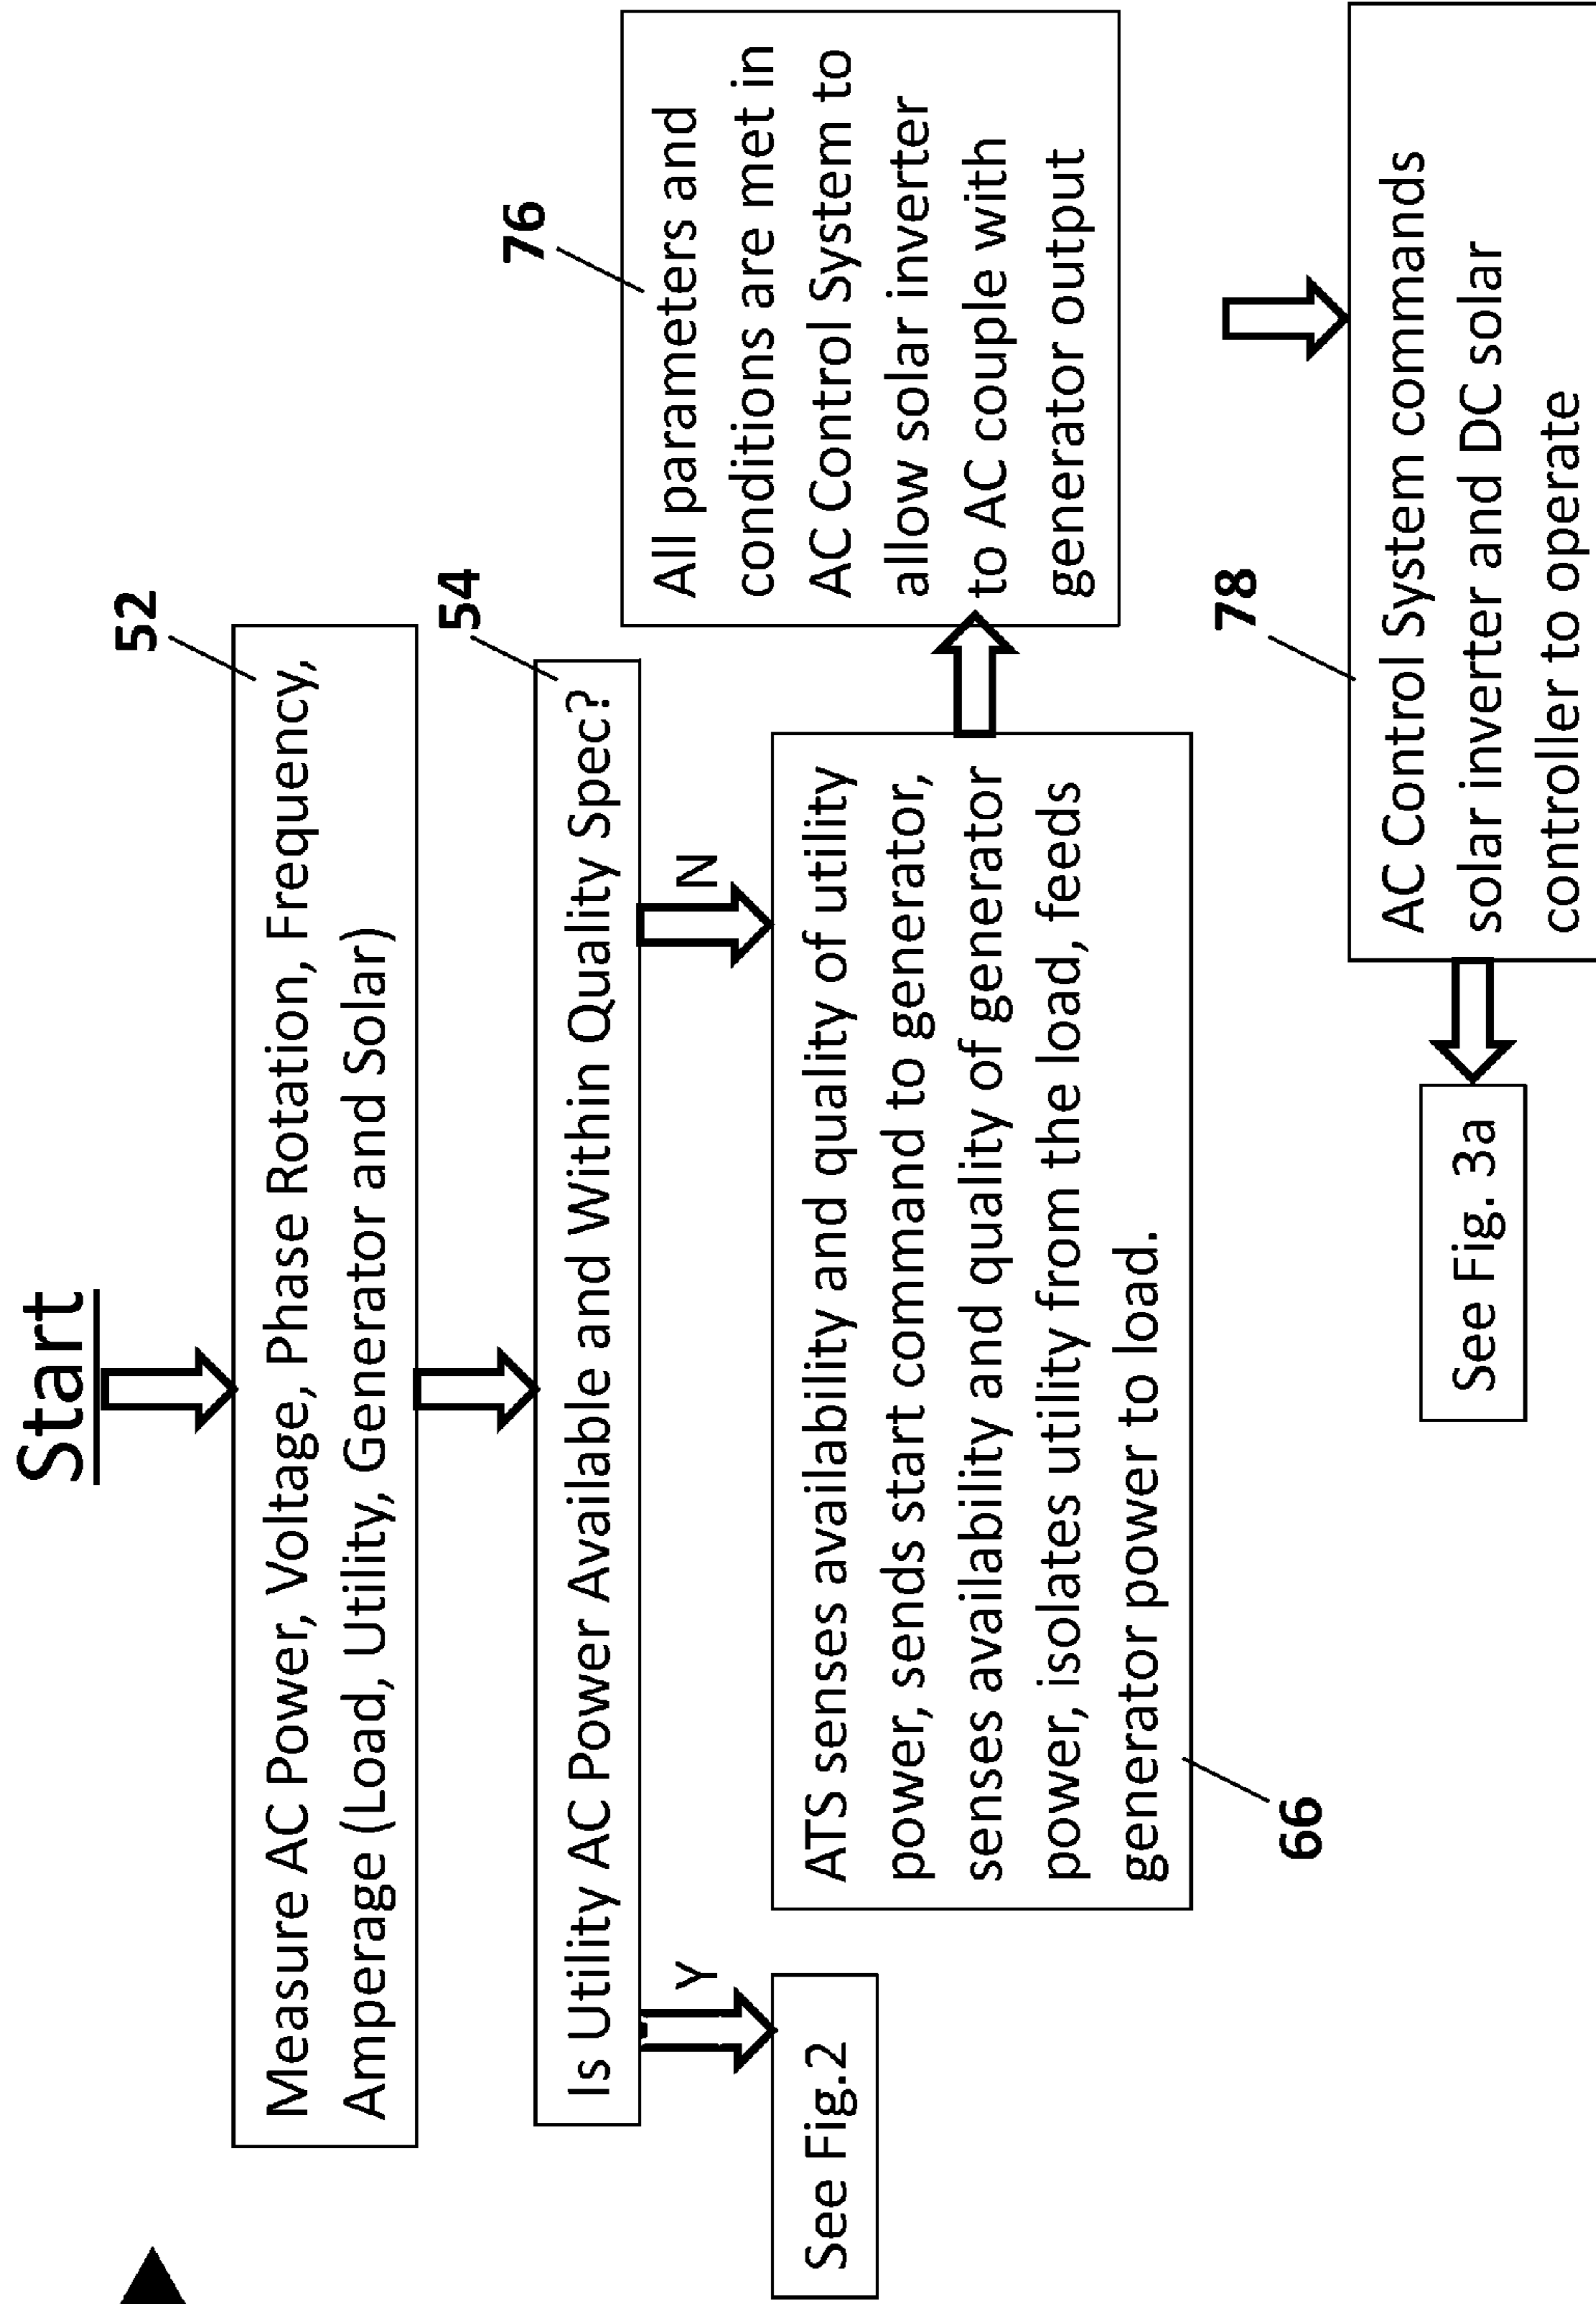 Start
52
Measure AC Power, Voltage, Phase Rotation, Frequency,
Amperage (Load, Utility, Generator and Solar)
54
Is Utility AC Power Available and Within Quality Spec?
Y
N
See Fig.2
ATS senses availability and quality of utility
power, sends start command to generator,
senses availability and quality of generator
power, isolates utility from the load, feeds
generator power to load.
66
76
All parameters and
conditions are met in
AC Control System to
allow solar inverter
to AC couple with
generator output
78
AC Control System commands
solar inverter and DC solar
controller to operate
See Fig. 3a